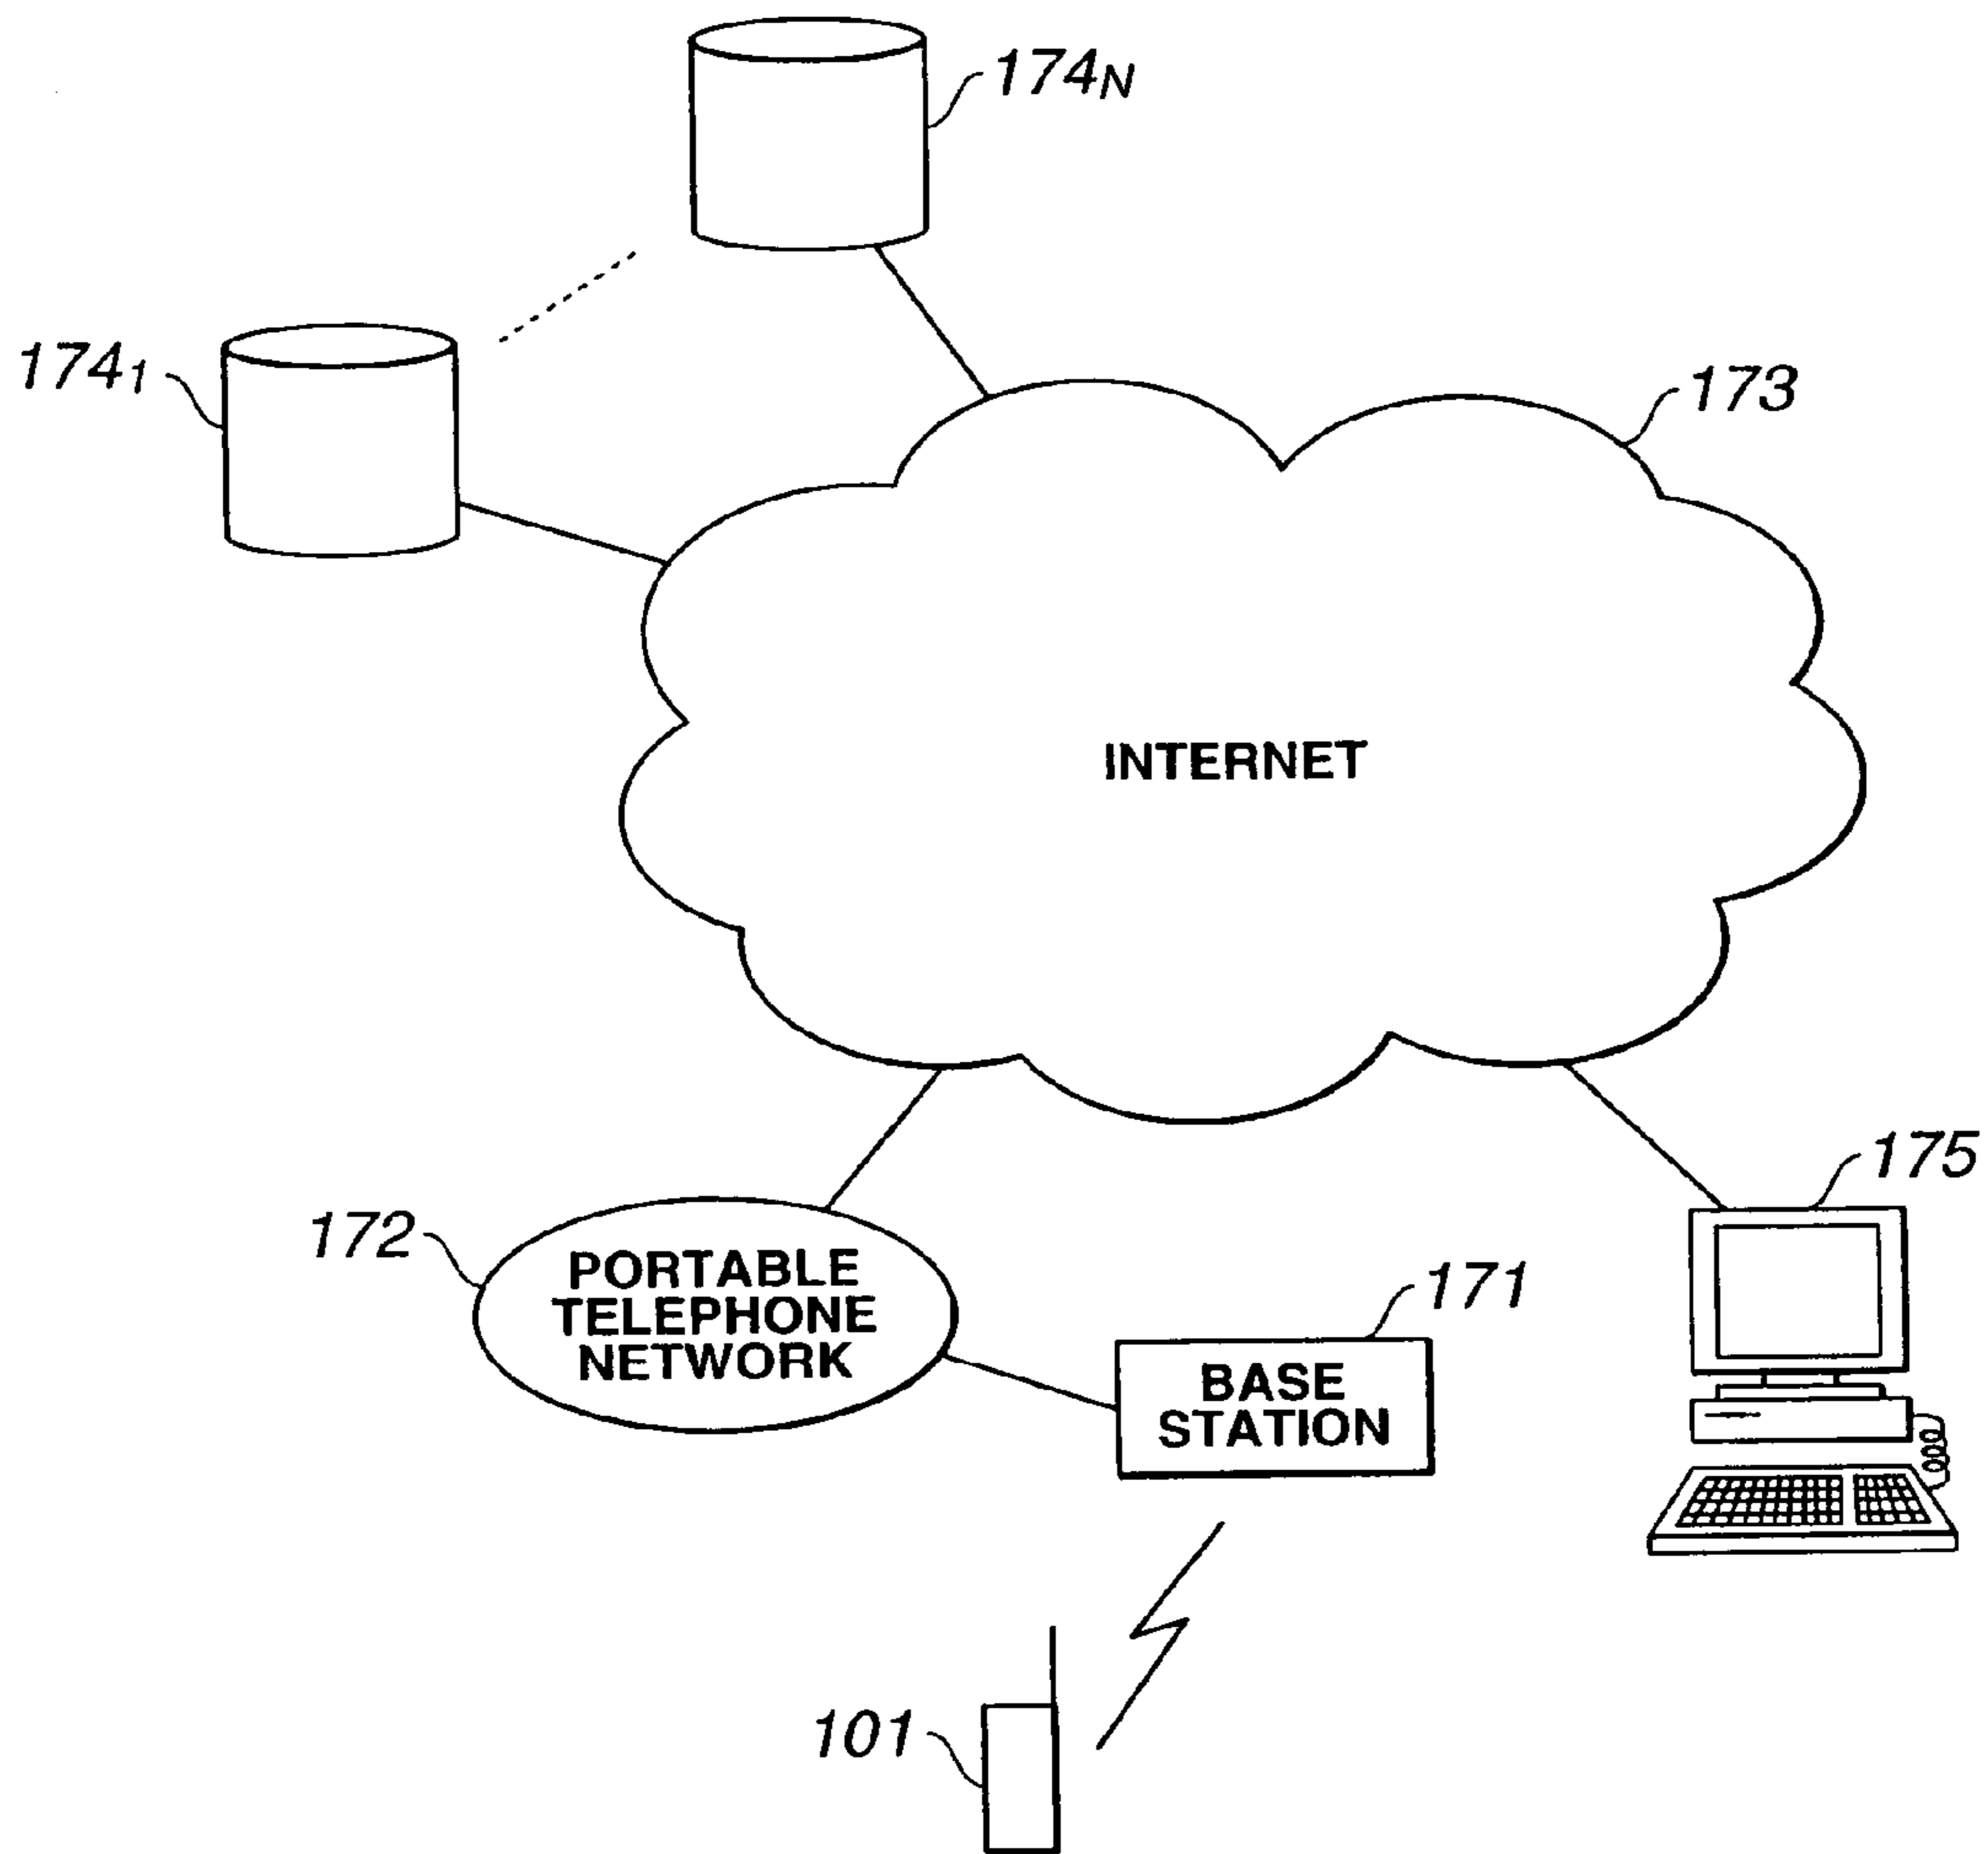 174N
1741
173
INTERNET
175
172
PORTABLE
TELEPHONE
NETWORK
171
BASE
STATION
101